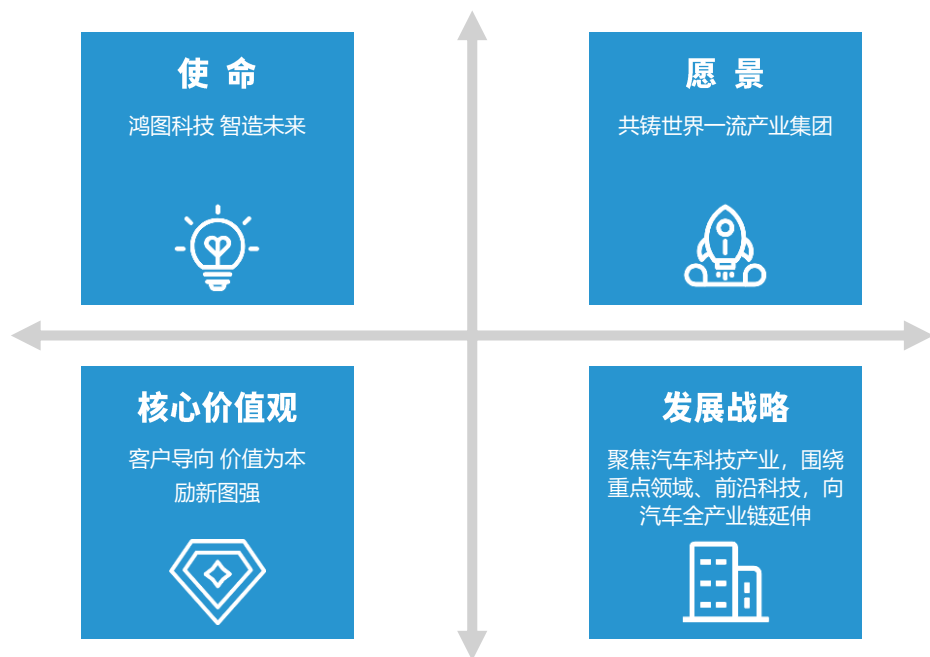 使 命
鸿图科技 智造未来
愿 景
共铸世界一流产业集团
核心价值观
客户导向 价值为本
励新图强
发展战略
聚焦汽车科技产业，围绕
重点领域、前沿科技，向
汽车全产业链延伸